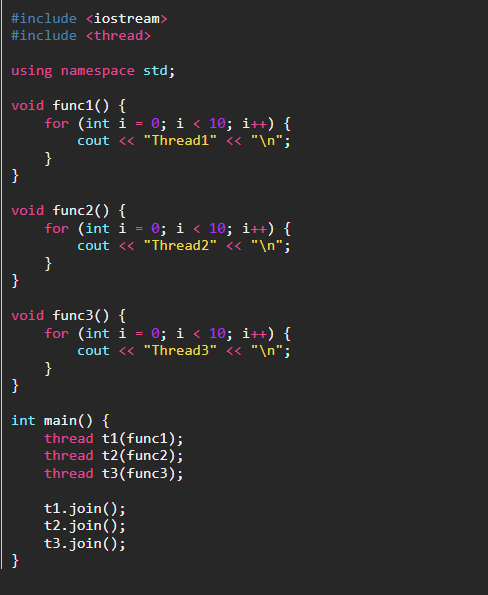 #include <iostream>
#include <thread>

using namespace std;

void func1() {
    for (int i = 0; i < 10; i++) {
        cout << "Thread1" << "\n";
    }
}

void func2() {
    for (int i = 0; i < 10; i++) {
        cout << "Thread2" << "\n";
    }
}

void func3() {
    for (int i = 0; i < 10; i++) {
        cout << "Thread3" << "\n";
    }
}

int main() {
    thread t1(func1);
    thread t2(func2);
    thread t3(func3);

    t1.join();
    t2.join();
    t3.join();
}